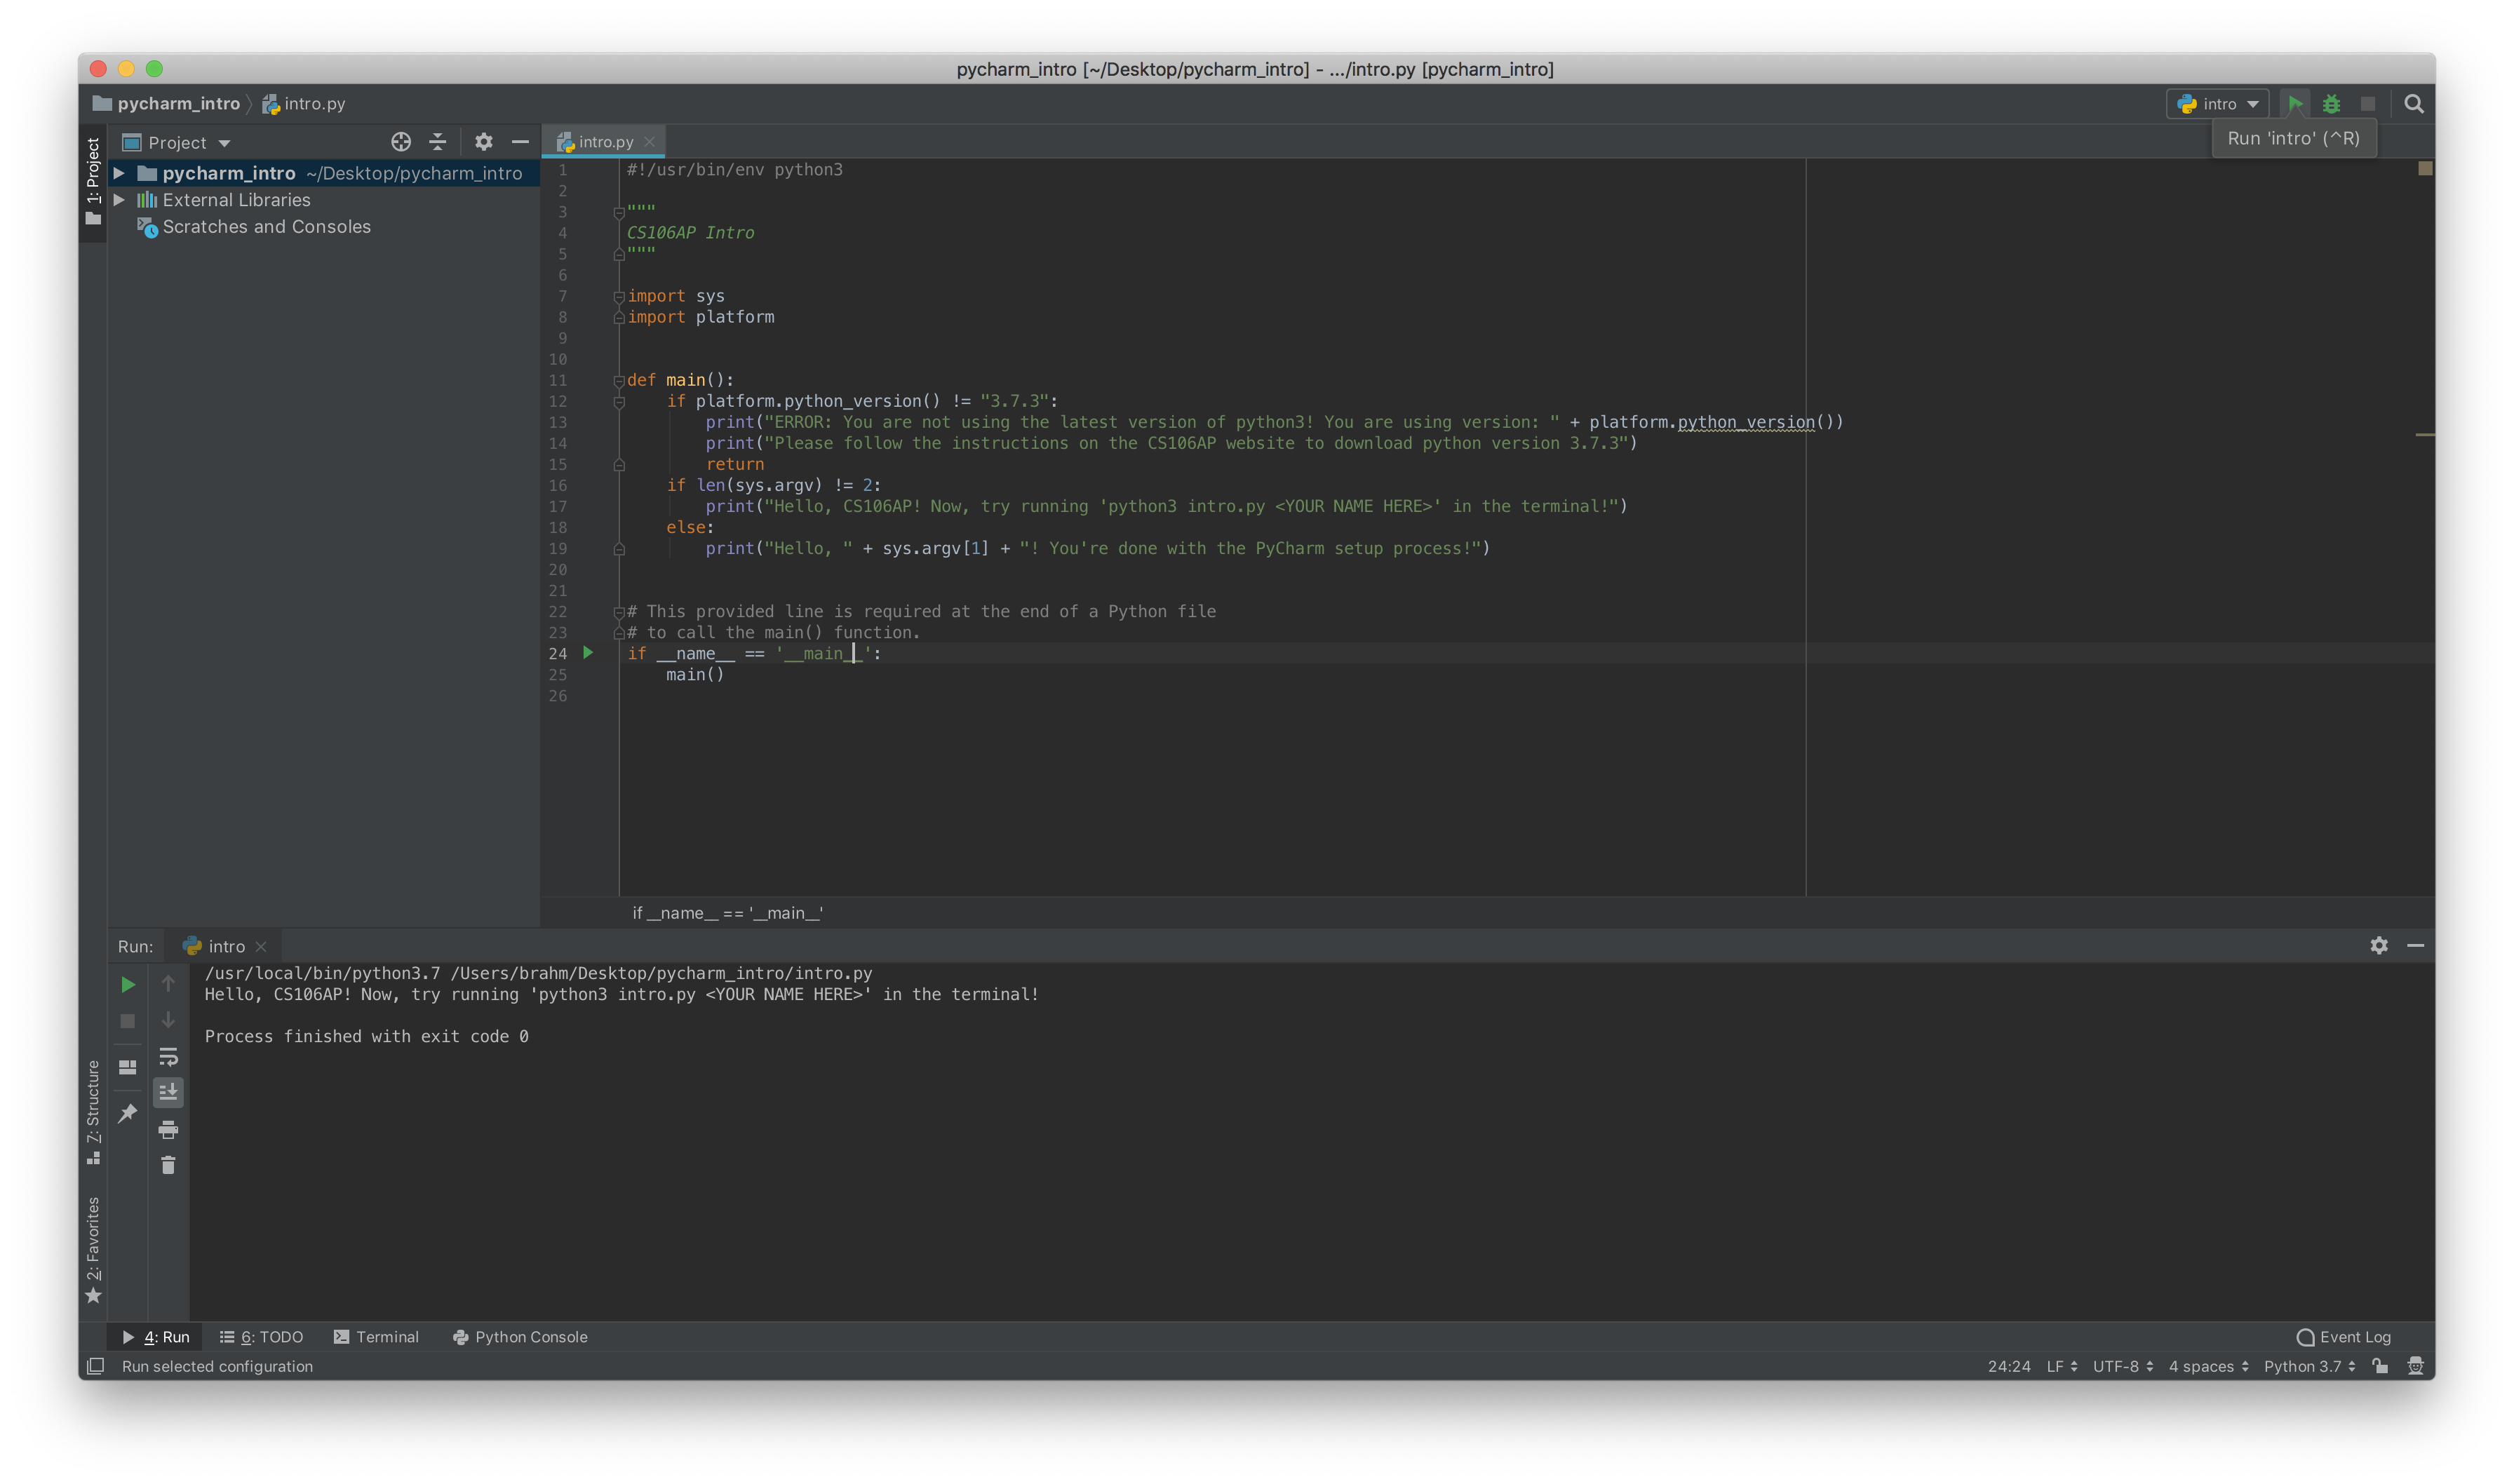 pycharm_intro [~/Desktop/pycharm_intro] - .../intro.py [pycharm_intro]
pycharm_intro intro.py
intro
Run 'intro' (^R)
1: Project
Project
pycharm_intro ~/Desktop/pycharm_intro
External Libraries
Scratches and Consoles
intro.py
1 #!/usr/bin/env python3
2
3 """
4 CS106AP Intro
5 """
6
7 import sys
8 import platform
9
10
11 def main():
12     if platform.python_version() != "3.7.3":
13         print("ERROR: You are not using the latest version of python3! You are using version: " + platform.python_version())
14         print("Please follow the instructions on the CS106AP website to download python version 3.7.3")
15         return
16     if len(sys.argv) != 2:
17         print("Hello, CS106AP! Now, try running 'python3 intro.py <YOUR NAME HERE>' in the terminal!")
18     else:
19         print("Hello, " + sys.argv[1] + "! You're done with the PyCharm setup process!")
20
21
22 # This provided line is required at the end of a Python file
23 # to call the main() function.
24 if __name__ == '__main__':
25     main()
26
if __name__ == '__main__'
Run: intro
/usr/local/bin/python3.7 /Users/brahm/Desktop/pycharm_intro/intro.py
Hello, CS106AP! Now, try running 'python3 intro.py <YOUR NAME HERE>' in the terminal!
Process finished with exit code 0
7: Structure
2: Favorites
4: Run 6: TODO Terminal Python Console Event Log
Run selected configuration 24:24 LF UTF-8 4 spaces Python 3.7